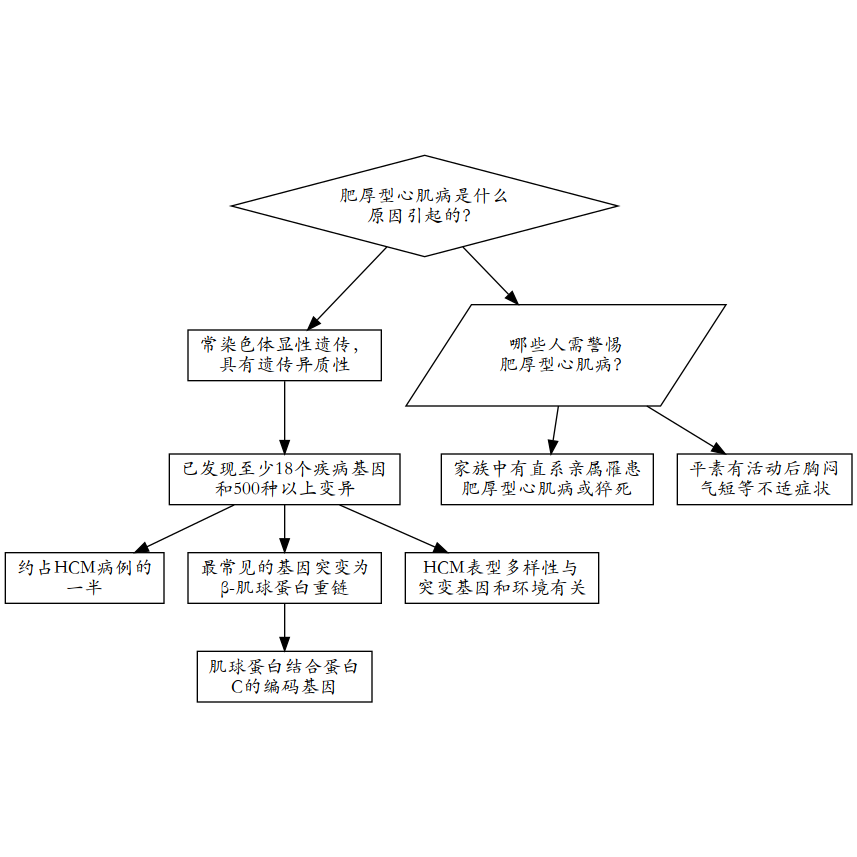 肥厚型心肌病是什么
原因引起的？
常染色体显性遗传，
具有遗传异质性
哪些人需警惕
肥厚型心肌病？
已发现至少18个疾病基因
和500种以上变异
家族中有直系亲属罹患
肥厚型心肌病或猝死
平素有活动后胸闷
气短等不适症状
约占HCM病例的
一半
最常见的基因突变为
β-肌球蛋白重链
HCM表型多样性与
突变基因和环境有关
肌球蛋白结合蛋白
C的编码基因